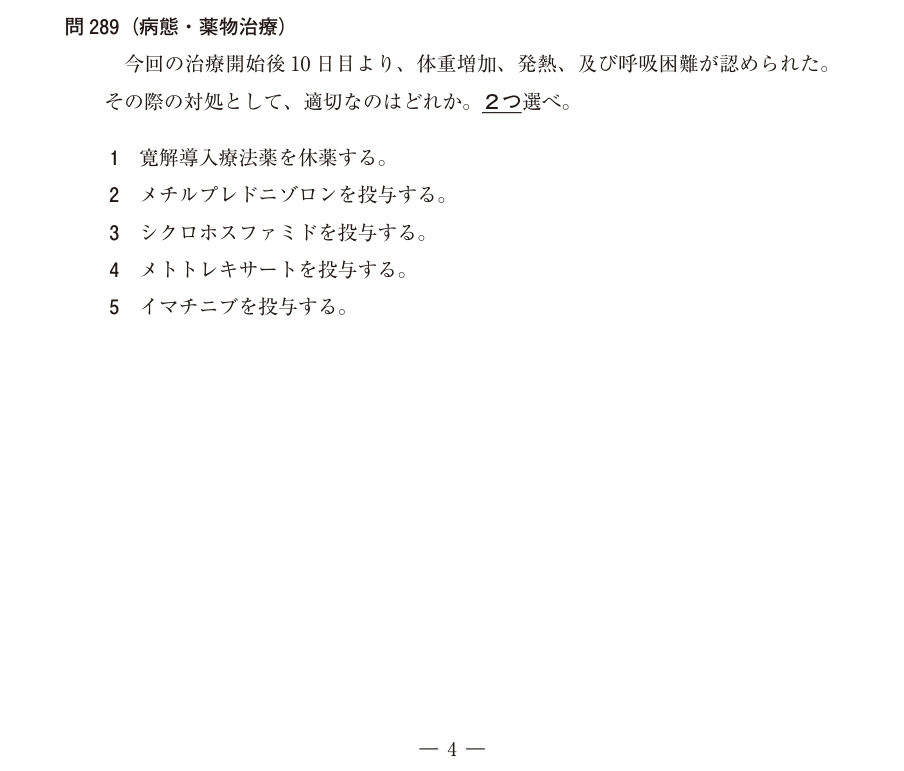 問 289（病態・薬物治療）
今回の治療開始後 10 日目より、体重増加、発熱、及び呼吸困難が認められた。
その際の対処として、適切なのはどれか。２つ選べ。
1 寛解導入療法薬を休薬する。
2 メチルプレドニゾロンを投与する。
3 シクロホスファミドを投与する。
4 メトトレキサートを投与する。
5 イマチニブを投与する。
― 4 ―